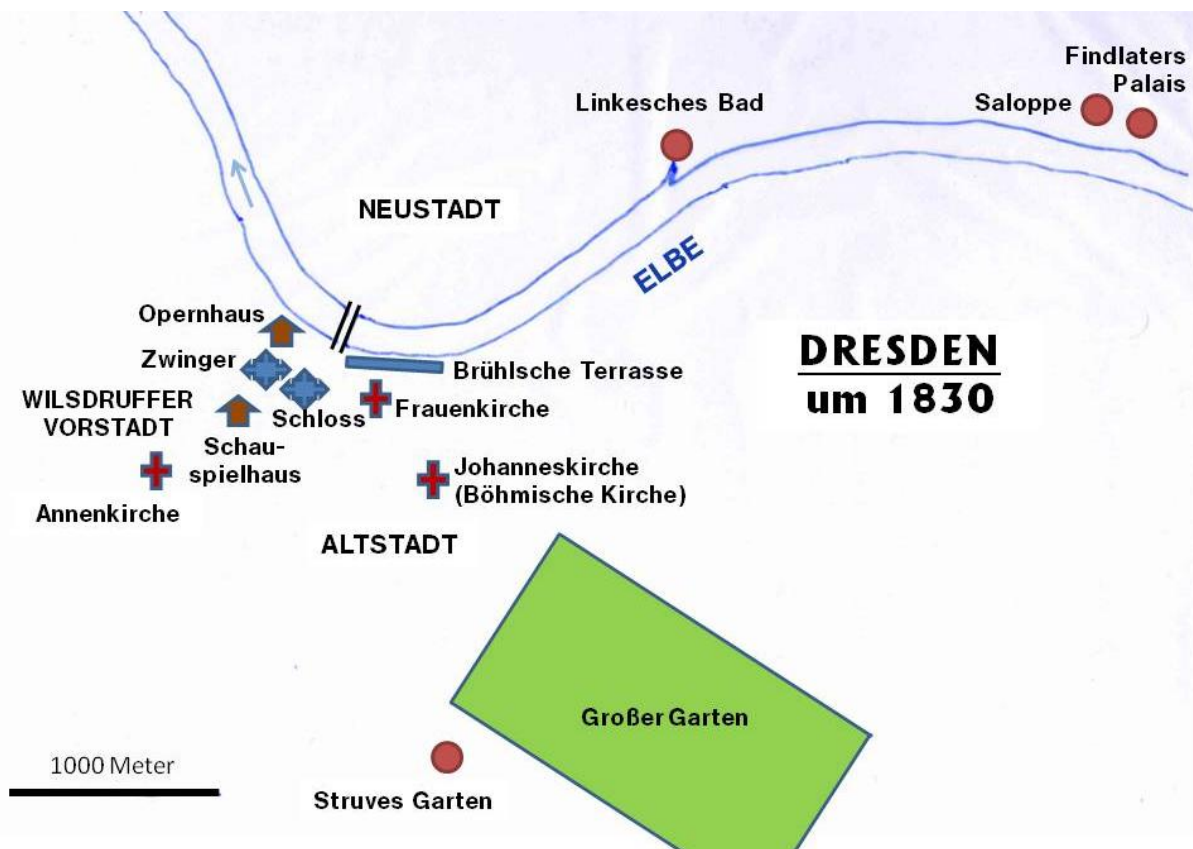 Findlaters
Palais
Saloppe
Linkesches Bad
NEUSTADT
ELBE
Opernhaus
Zwinger
Brühlsche Terrasse
DRESDEN
um 1830
WILSDRUFFER
VORSTADT
Schloss
Frauenkirche
Schau-
spielhaus
Johanneskirche
(Böhmische Kirche)
Annenkirche
ALTSTADT
Großer Garten
1000 Meter
Struves Garten